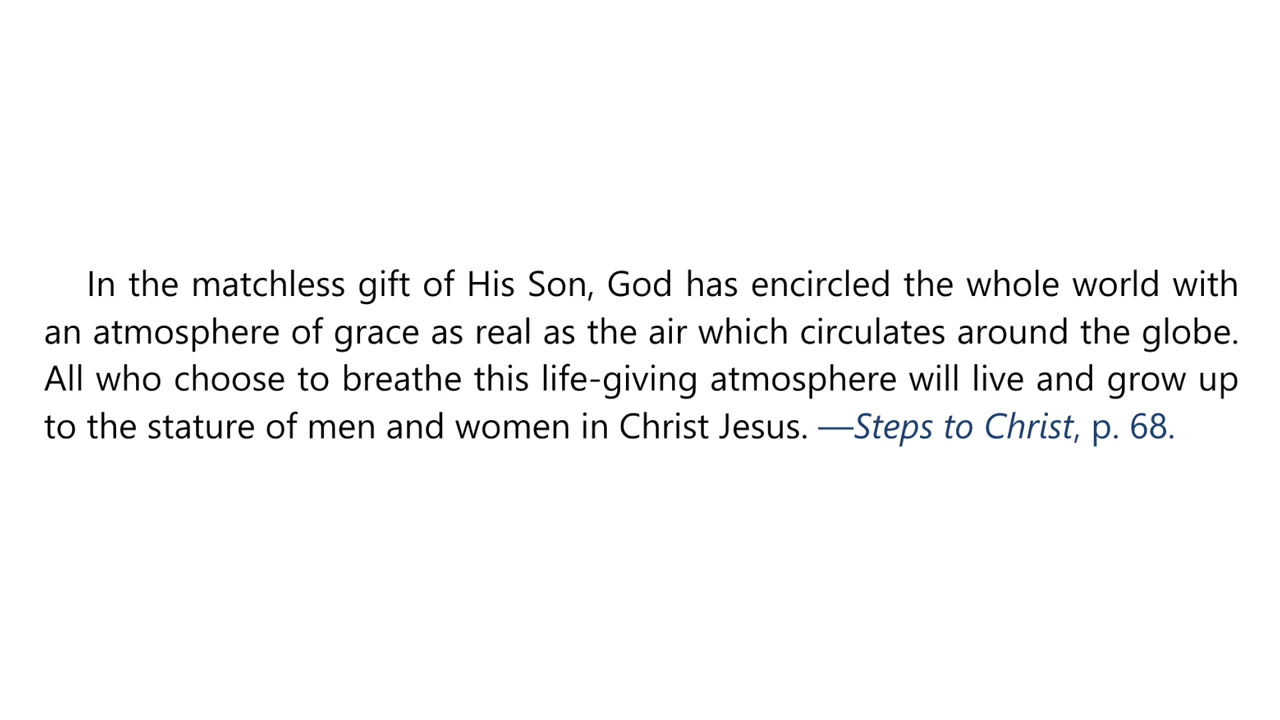 In the matchless gift of His Son, God has encircled the whole world with
an atmosphere of grace as real as the air which circulates around the globe.
All who choose to breathe this life-giving atmosphere will live and grow up
to the stature of men and women in Christ Jesus. —Steps to Christ, p. 68.